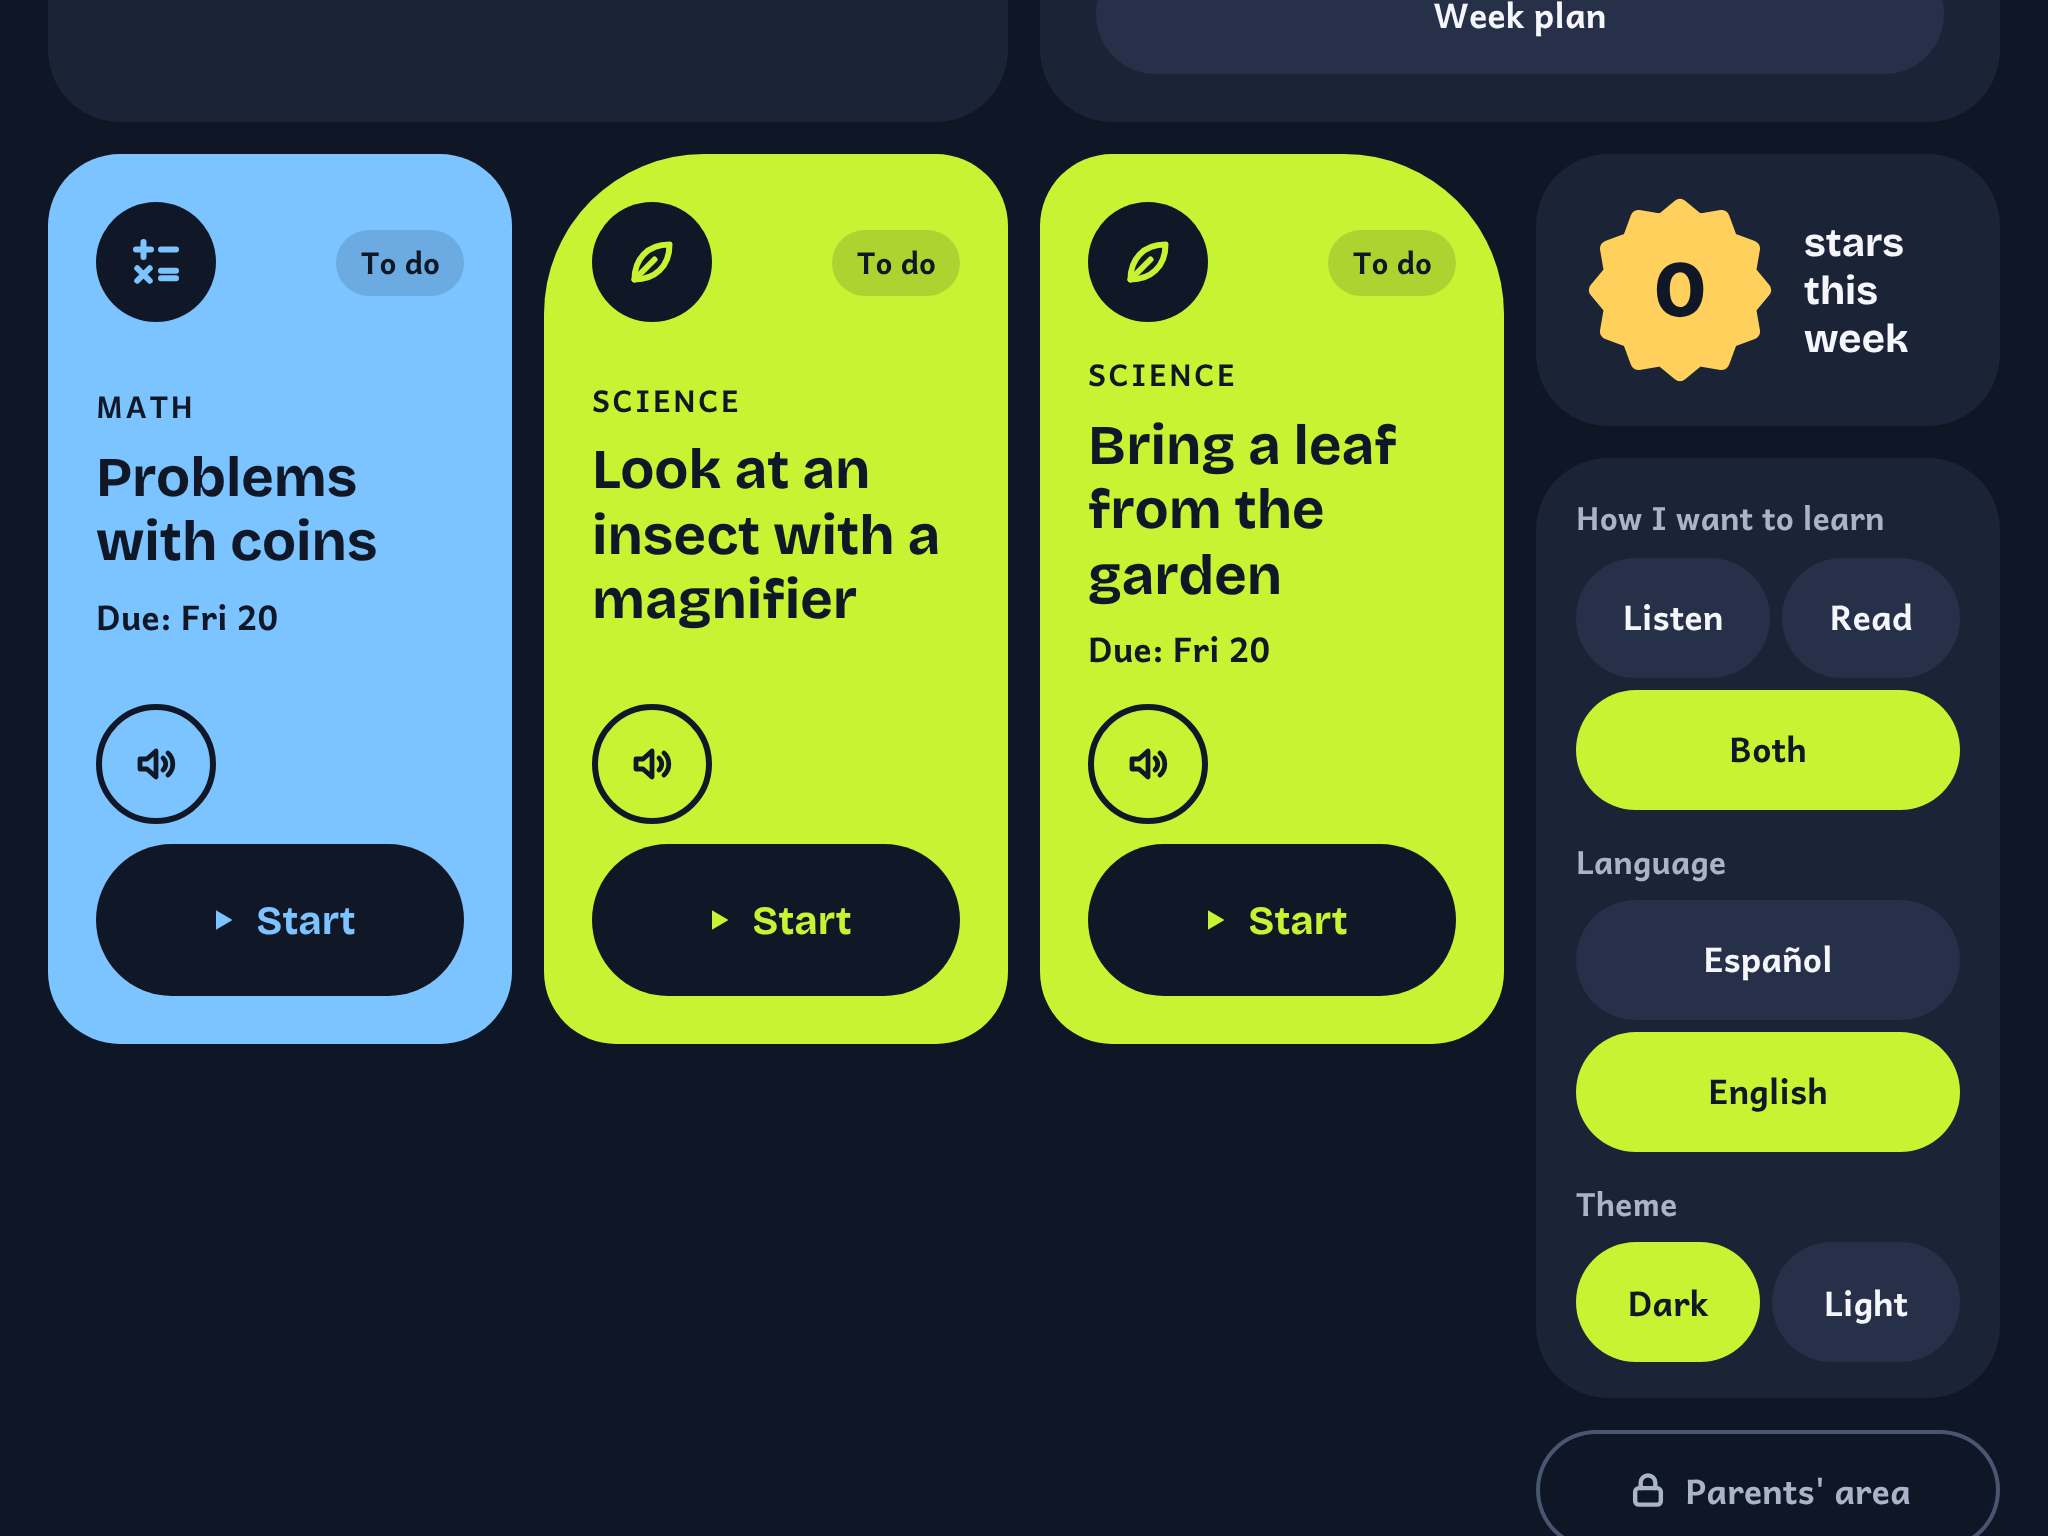 Week plan
To do
MATH
Problems
with coins
Due: Fri 20
Start
To do
SCIENCE
Look at an
insect with a
magnifier
Start
To do
SCIENCE
Bring a leaf
from the
garden
Due: Fri 20
Start
0
stars
this
week
How I want to learn
Listen
Read
Both
Language
Español
English
Theme
Dark
Light
Parents' area